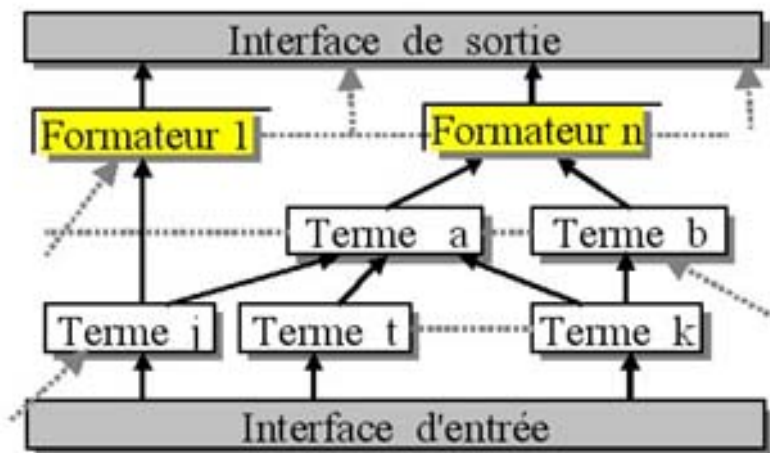 Interface de sortie
Formateur 1
Formateur n
Terme a
Terme b
Terme j
Terme t
Terme k
Interface d'entrée